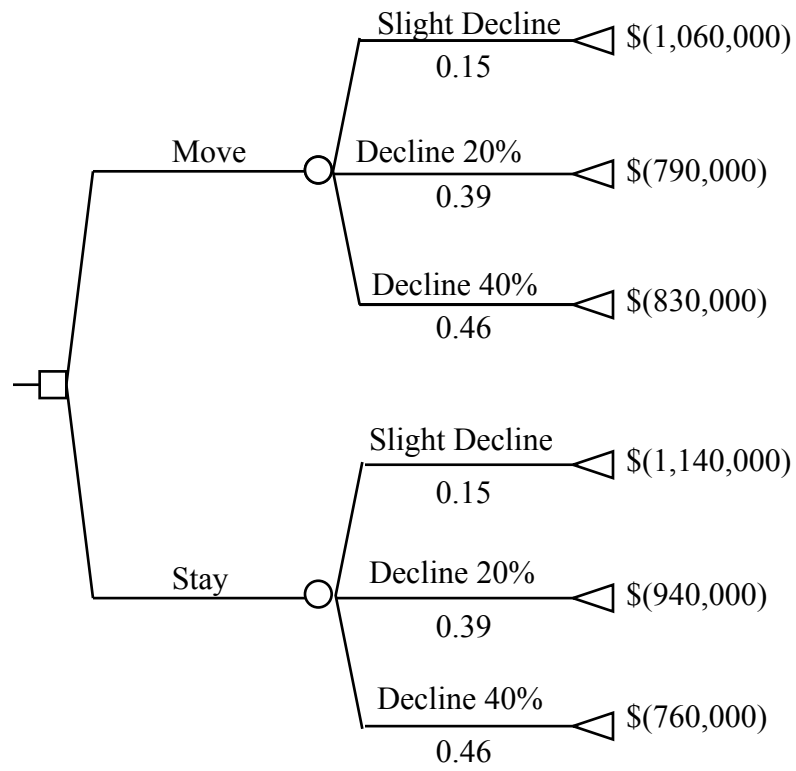 Slight Decline
0.15
$(1,060,000)
Move
Decline 20%
0.39
$(790,000)
Decline 40%
0.46
$(830,000)
Slight Decline
0.15
$(1,140,000)
Stay
Decline 20%
0.39
$(940,000)
Decline 40%
0.46
$(760,000)